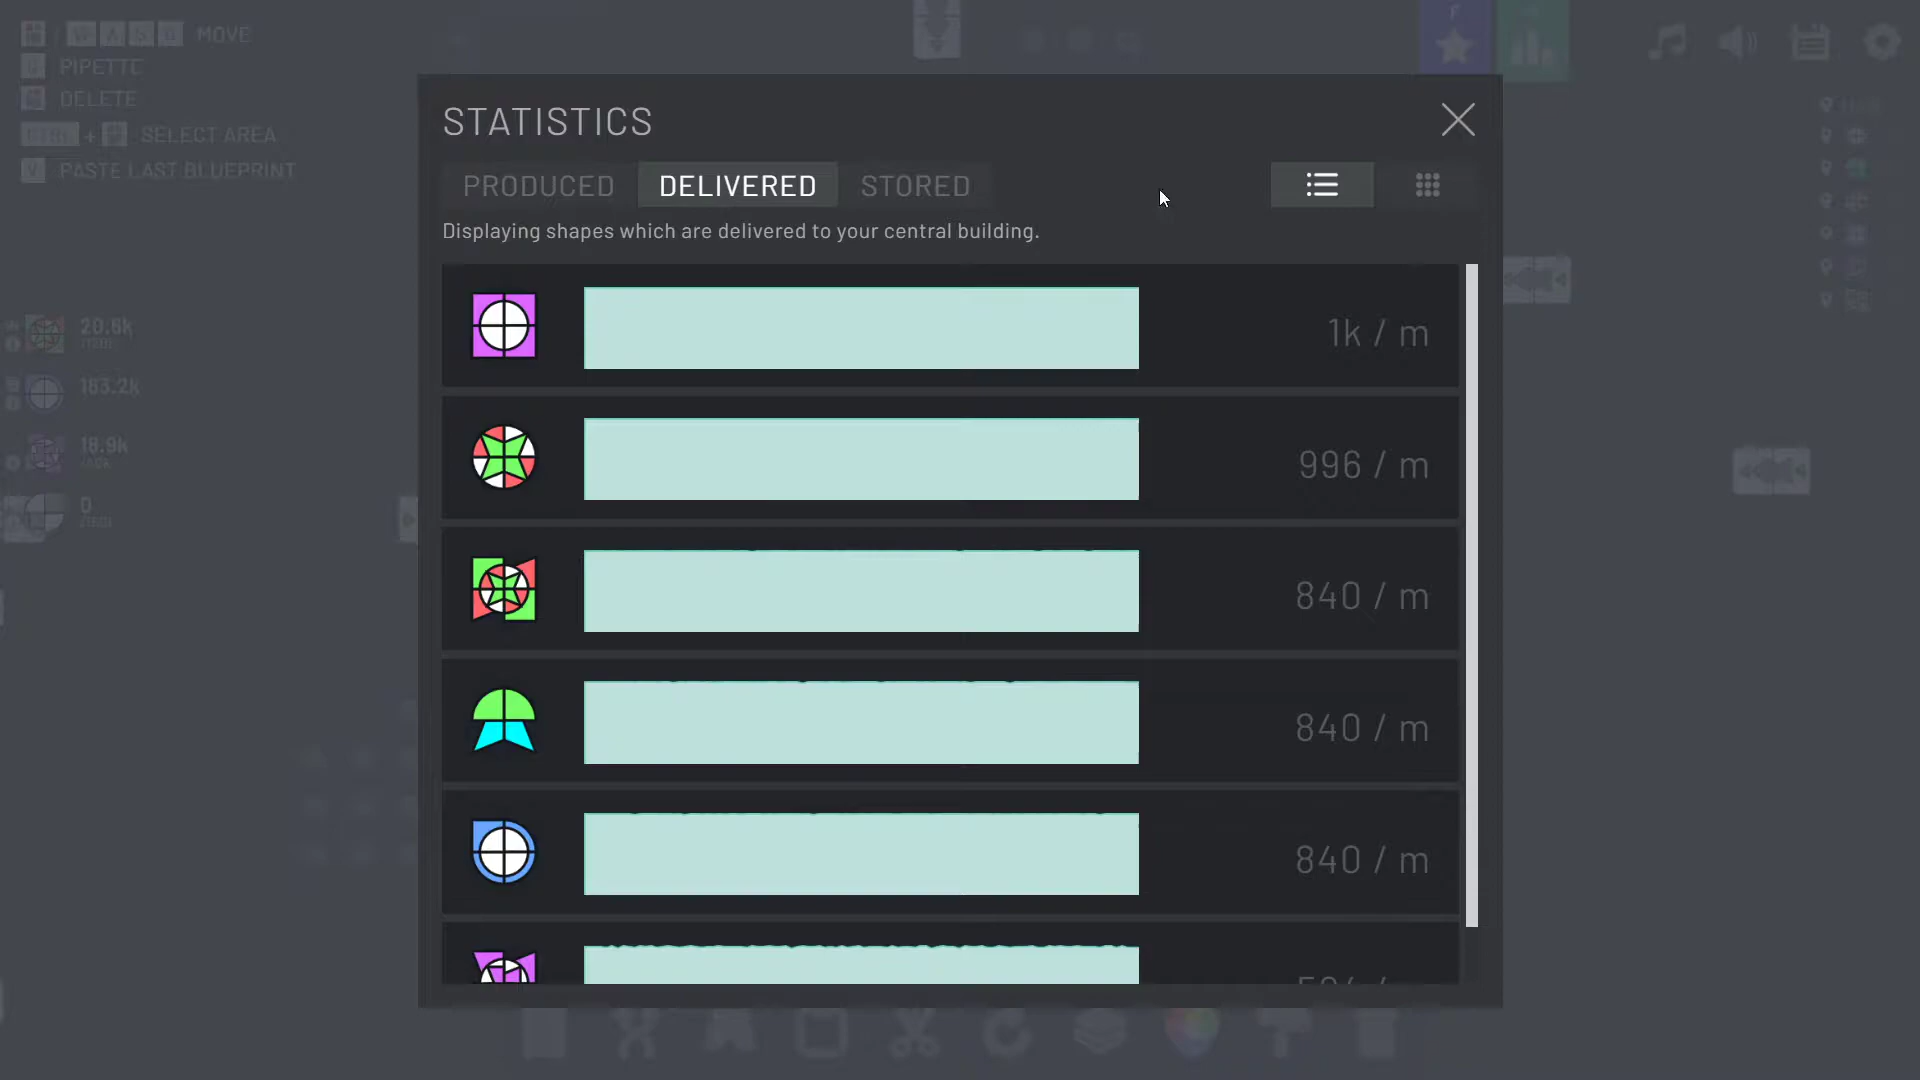 MOVE
PIPETTE
DELETE
CTRL + SELECT AREA
V PASTE LAST BLUEPRINT
F
STATISTICS
PRODUCED DELIVERED STORED
Displaying shapes which are delivered to your central building.
1k / m
20.6k
996 / m
183.2k
18.9k
0
840 / m
840 / m
840 / m